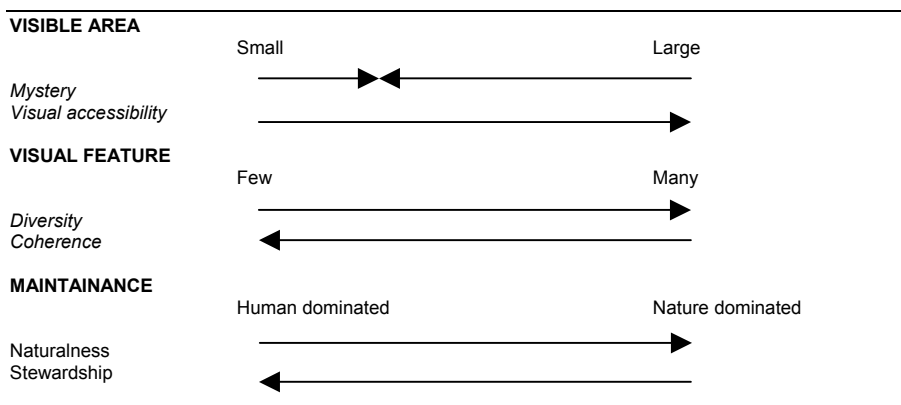 VISIBLE AREA
Small Large
Mystery
Visual accessibility
VISUAL FEATURE
Few Many
Diversity
Coherence
MAINTAINANCE
Human dominated Nature dominated
Naturalness
Stewardship